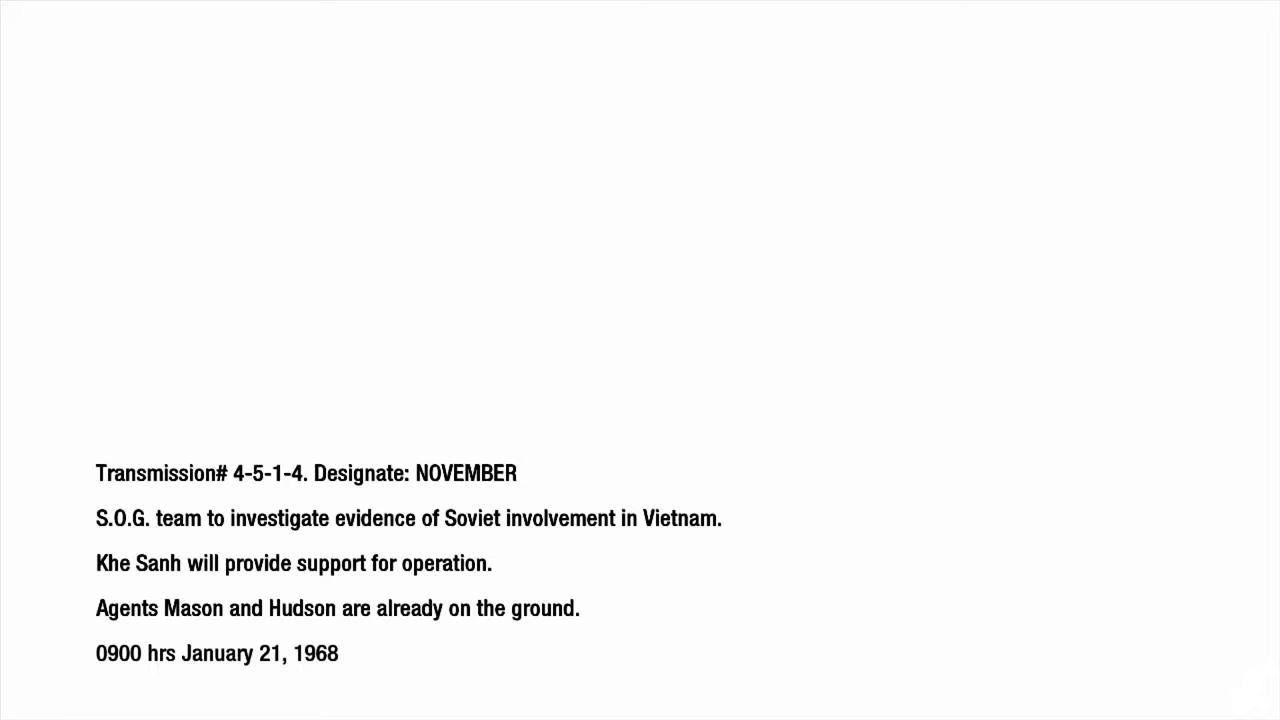 Transmission# 4-5-1-4. Designate: NOVEMBER
S.O.G. team to investigate evidence of Soviet involvement in Vietnam.
Khe Sanh will provide support for operation.
Agents Mason and Hudson are already on the ground.
0900 hrs January 21, 1968